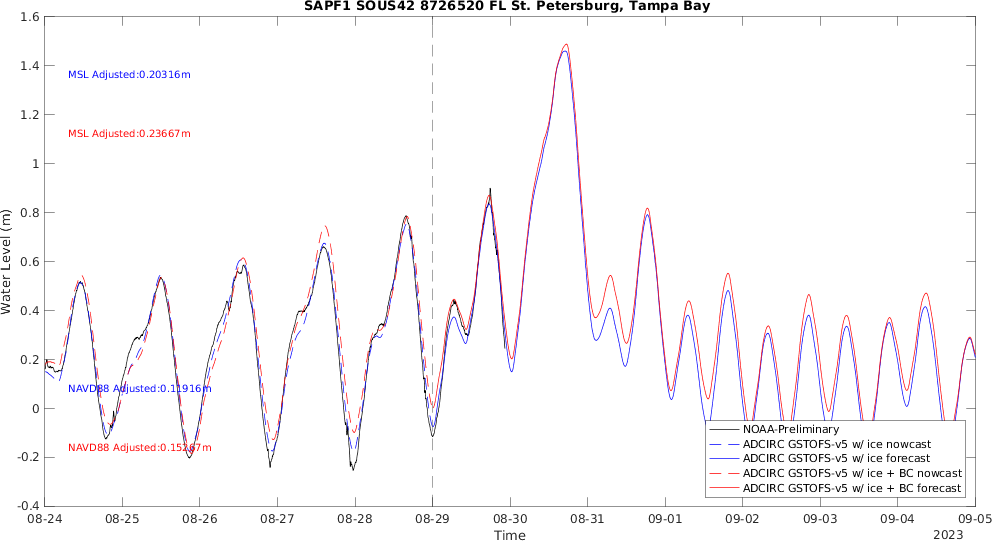 SAPF1 SOUS42 8726520 FL St. Petersburg, Tampa Bay
1.6
1.4
1.2
1
0.8
0.6
0.4
0.2
0
-0.2
-0.4
Water Level (m)
MSL Adjusted:0.20316m
MSL Adjusted:0.23667m
NAVD88 Adjusted:0.11916m
NAVD88 Adjusted:0.15267m
NOAA-Preliminary
ADCIRC GSTOFS-v5 w/ ice nowcast
ADCIRC GSTOFS-v5 w/ ice forecast
ADCIRC GSTOFS-v5 w/ ice + BC nowcast
ADCIRC GSTOFS-v5 w/ ice + BC forecast
08-24 08-25 08-26 08-27 08-28 08-29 08-30 08-31 09-01 09-02 09-03 09-04 09-05
Time
2023